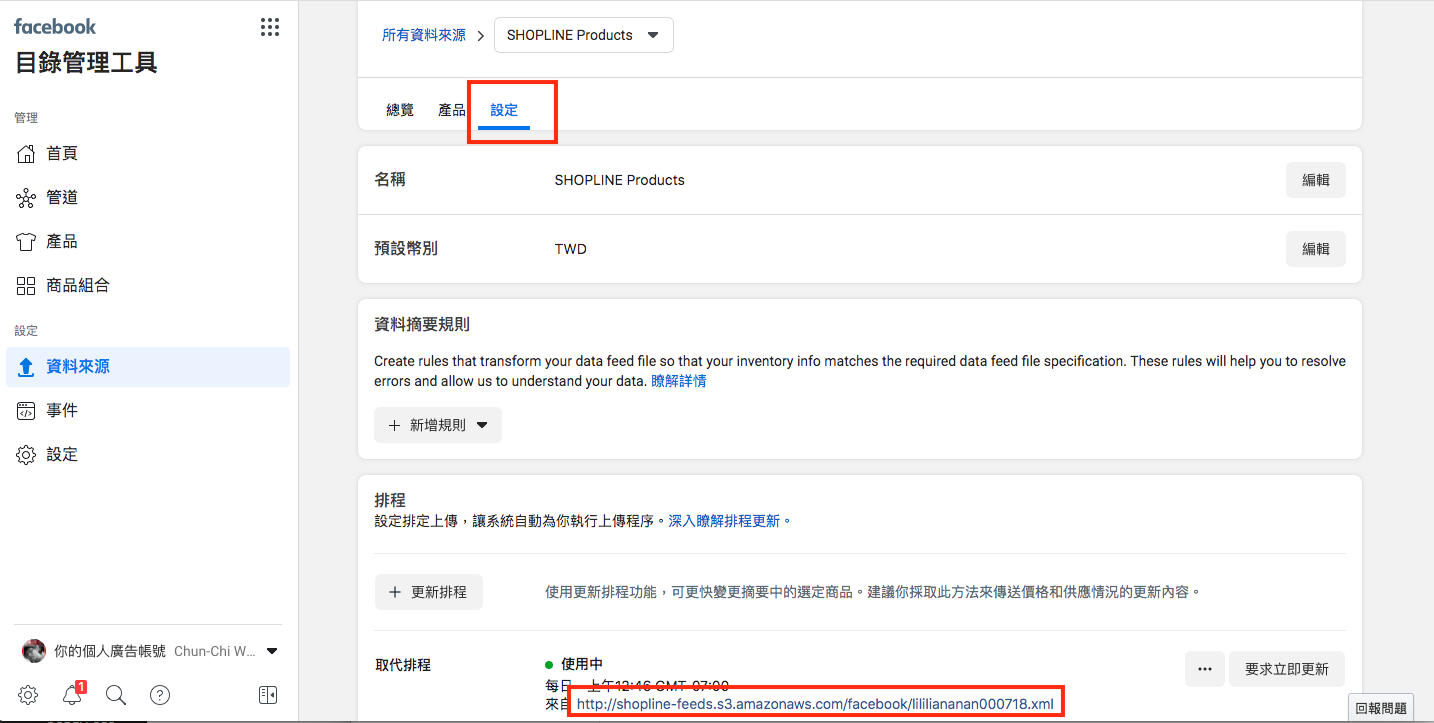 facebook
目錄管理工具
管理
首頁
管道
產品
商品組合
設定
資料來源
事件
設定
你的個人廣告帳號 Chun-Chi W...
1
所有資料來源 SHOPLINE Products
總覽 產品 設定
名稱 SHOPLINE Products 編輯
預設幣別 TWD 編輯
資料摘要規則
Create rules that transform your data feed file so that your inventory info matches the required data feed file specification. These rules will help you to resolve
errors and allow us to understand your data. 瞭解詳情
+ 新增規則
排程
設定排定上傳，讓系統自動為你執行上傳程序。深入瞭解排程更新。
+ 更新排程 使用更新排程功能，可更快變更摘要中的選定商品。建議你採取此方法來傳送價格和供應情況的更新內容。
取代排程 使用中 ... 要求立即更新
每日 上午12:46 GMT-07:00
來自 http://shopline-feeds.s3.amazonaws.com/facebook/lililiananan000718.xml
回報問題